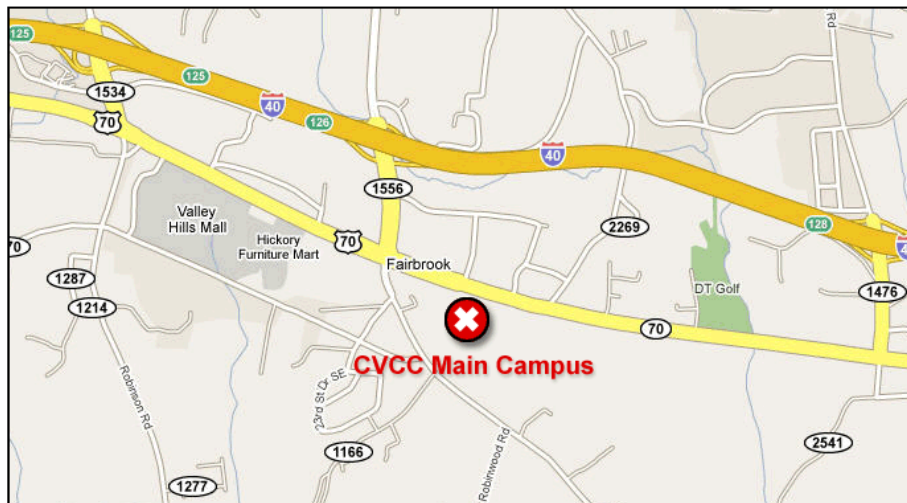 Rd
125
125
1534
70
40
126
40
1556
2269
128
4
Valley
Hills Mall
Hickory
Furniture Mart
70
70
Fairbrook
1287
1214
DT Golf
1476
70
CVCC Main Campus
Robinson Rd
23rd St Dr SE
1166
Robinwood Rd
2541
1277